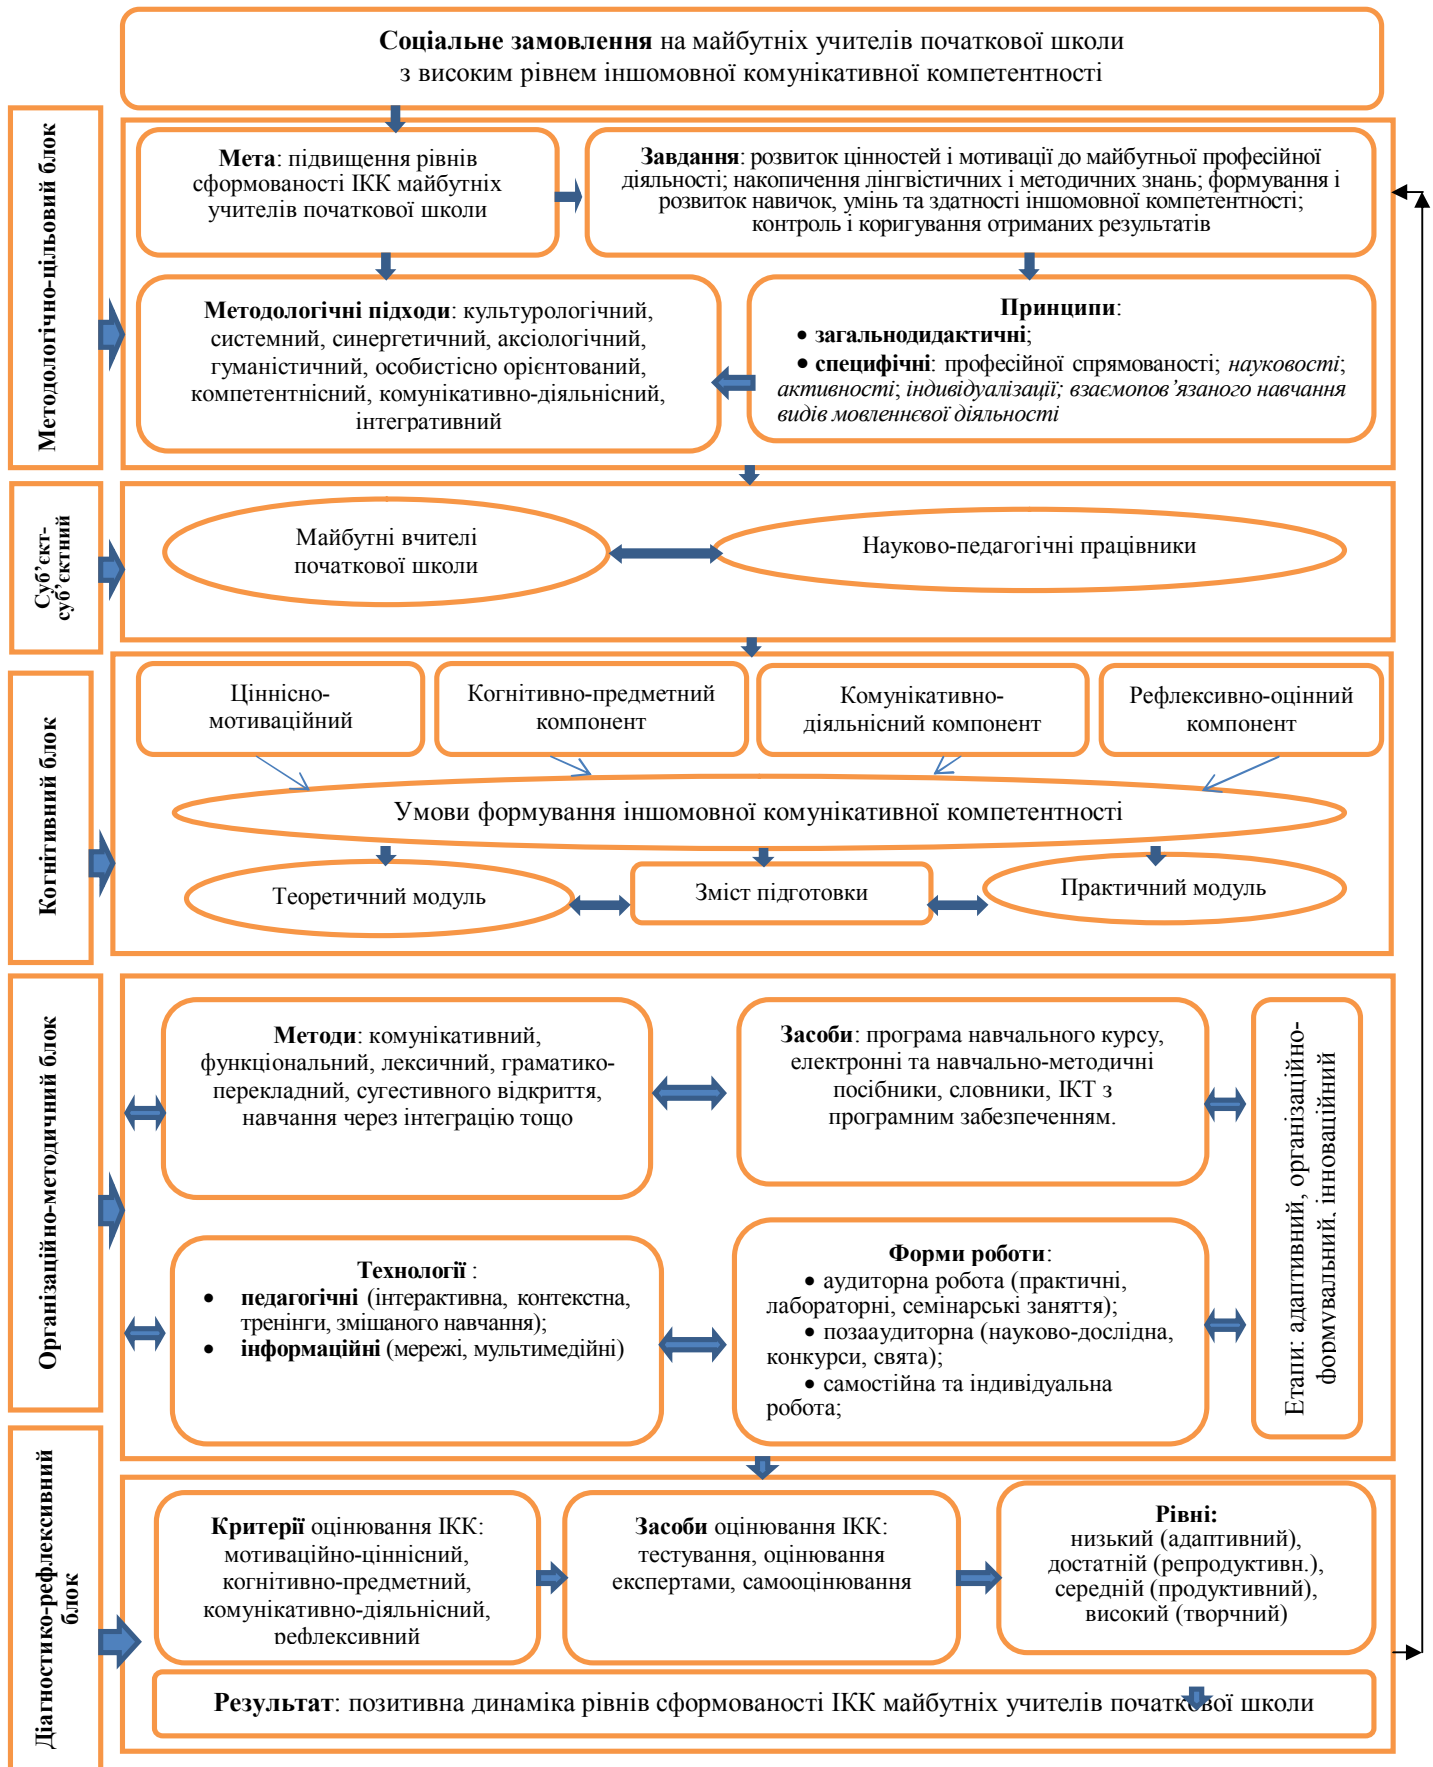 Соціальне замовлення на майбутніх учителів початкової школи
з високим рівнем іншомовної комунікативної компетентності
Методологічно-цільовий блок
Мета: підвищення рівнів
сформованості ІКК майбутніх
учителів початкової школи
Завдання: розвиток цінностей і мотивації до майбутньої професійної
діяльності; накопичення лінгвістичних і методичних знань; формування і
розвиток навичок, умінь та здатності іншомовної компетентності;
контроль і коригування отриманих результатів
Методологічні підходи: культурологічний,
системний, синергетичний, аксіологічний,
гуманістичний, особистісно орієнтований,
компетентнісний, комунікативно-діяльнісний,
інтегративний
Принципи:
• загальнодидактичні;
• специфічні: професійної спрямованості; науковості;
активності; індивідуалізації; взаємопов’язаного навчання
видів мовленнєвої діяльності
Суб’єкт-
суб’єктний
Майбутні вчителі
початкової школи
Науково-педагогічні працівники
Когнітивний блок
Ціннісно-
мотиваційний
Когнітивно-предметний
компонент
Комунікативно-
діяльнісний компонент
Рефлексивно-оцінний
компонент
Умови формування іншомовної комунікативної компетентності
Теоретичний модуль
Зміст підготовки
Практичний модуль
Організаційно-методичний блок
Методи: комунікативний,
функціональний, лексичний, граматико-
перекладний, сугестивного відкриття,
навчання через інтеграцію тощо
Засоби: програма навчального курсу,
електронні та навчально-методичні
посібники, словники, ІКТ з
програмним забезпеченням.
Етапи: адаптивний, організаційно-
формувальний, інноваційний
Технології :
• педагогічні (інтерактивна, контекстна,
тренінги, змішаного навчання);
• інформаційні (мережі, мультимедійні)
Форми роботи:
• аудиторна робота (практичні,
лабораторні, семінарські заняття);
• позааудиторна (науково-дослідна,
конкурси, свята);
• самостійна та індивідуальна
робота;
Діагностико-рефлексивний
блок
Критерії оцінювання ІКК:
мотиваційно-ціннісний,
когнітивно-предметний,
комунікативно-діяльнісний,
рефлексивний
Засоби оцінювання ІКК:
тестування, оцінювання
експертами, самооцінювання
Рівні:
низький (адаптивний),
достатній (репродуктивн.),
середній (продуктивний),
високий (творчний)
Результат: позитивна динаміка рівнів сформованості ІКК майбутніх учителів початкової школи